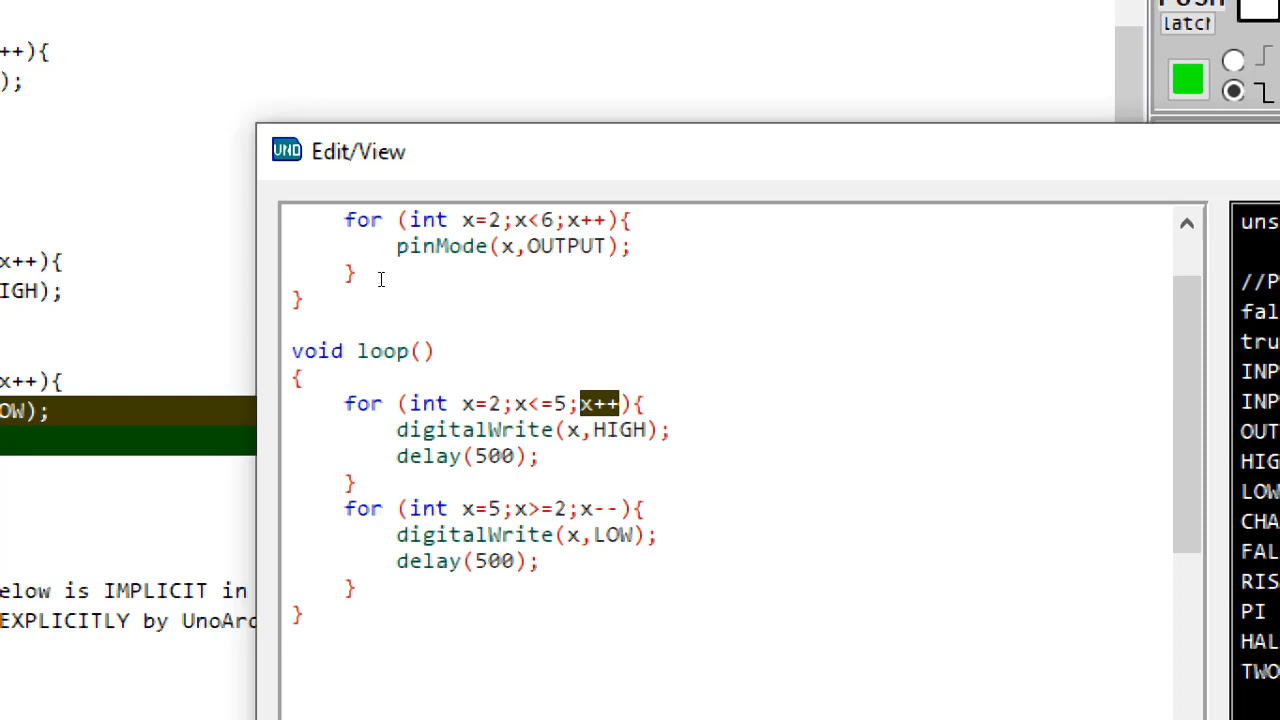 latch
++){
);
x++){
IGH);
x++){
OW);
elow is IMPLICIT in
EXPLICITLY by UnoArd
UNO Edit/View
for (int x=2;x<6;x++){
pinMode(x,OUTPUT);
}
}
void loop()
{
for (int x=2;x<=5;x++){
digitalWrite(x,HIGH);
delay(500);
}
for (int x=5;x>=2;x--){
digitalWrite(x,LOW);
delay(500);
}
}
uns
//P
fal
tru
INP
INP
OUT
HIG
LOW
CHA
FAL
RIS
PI
HAL
TWO